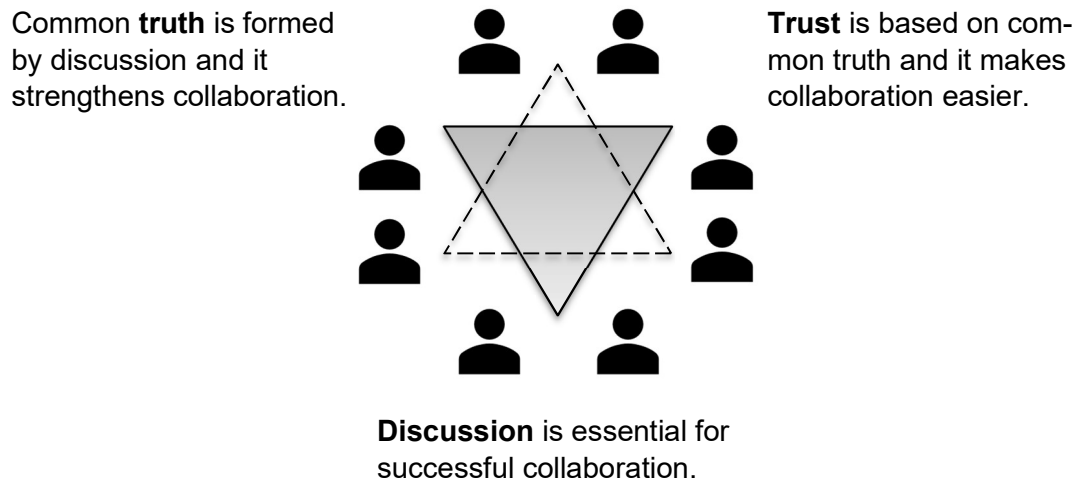 Common truth is formed
by discussion and it
strengthens collaboration.
Trust is based on com-
mon truth and it makes
collaboration easier.
Discussion is essential for
successful collaboration.